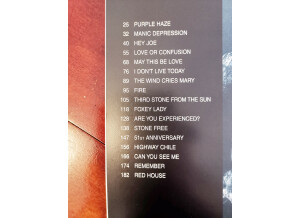 25 PURPLE HAZE
32 MANIC DEPRESSION
40 HEY JOE
55 LOVE OR CONFUSION
68 MAY THIS BE LOVE
76 I DON'T LIVE TODAY
89 THE WIND CRIES MARY
95 FIRE
105 THIRD STONE FROM THE SUN
116 FOXEY LADY
129 ARE YOU EXPERIENCED?
138 STONE FREE
147 51ST ANNIVERSARY
156 HIGHWAY CHILE
166 CAN YOU SEE ME
174 REMEMBER
182 RED HOUSE